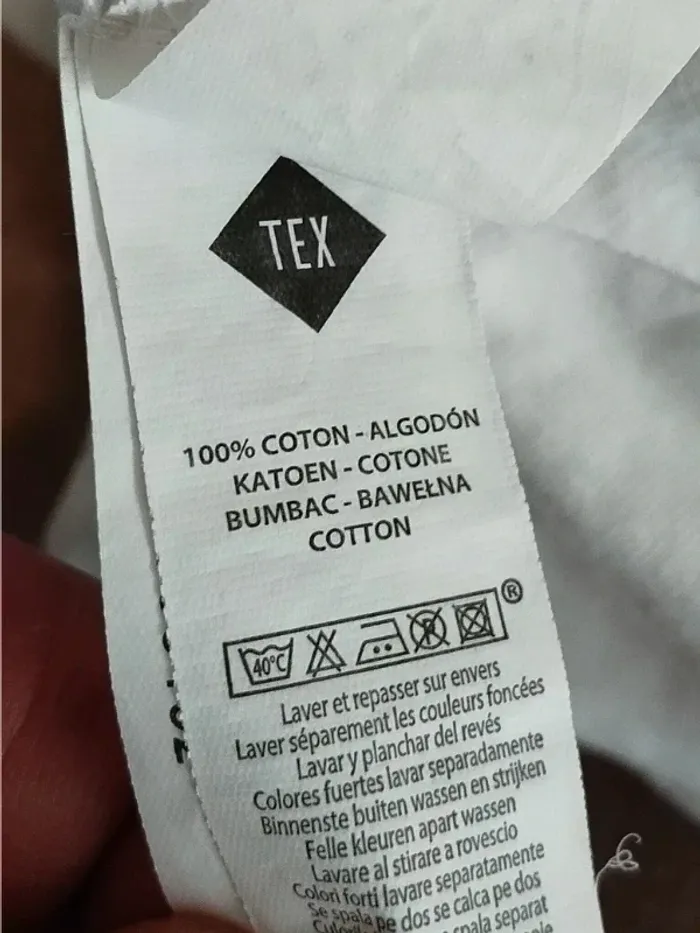 TEX
100% COTON - ALGODÓN
KATOEN - COTONE
BUMBAC - BAWEŁNA
COTTON
®
40°C P
Laver et repasser sur envers
Laver séparement les couleurs foncées
Lavar y planchar del revés
Colores fuertes lavar separadamente
Binnenste buiten wassen en strijken
Felle kleuren apart wassen
Lavare al stirare a rovescio
Colori forti lavare separatamente
Se spala pe dos se calca pe dos
spala separat